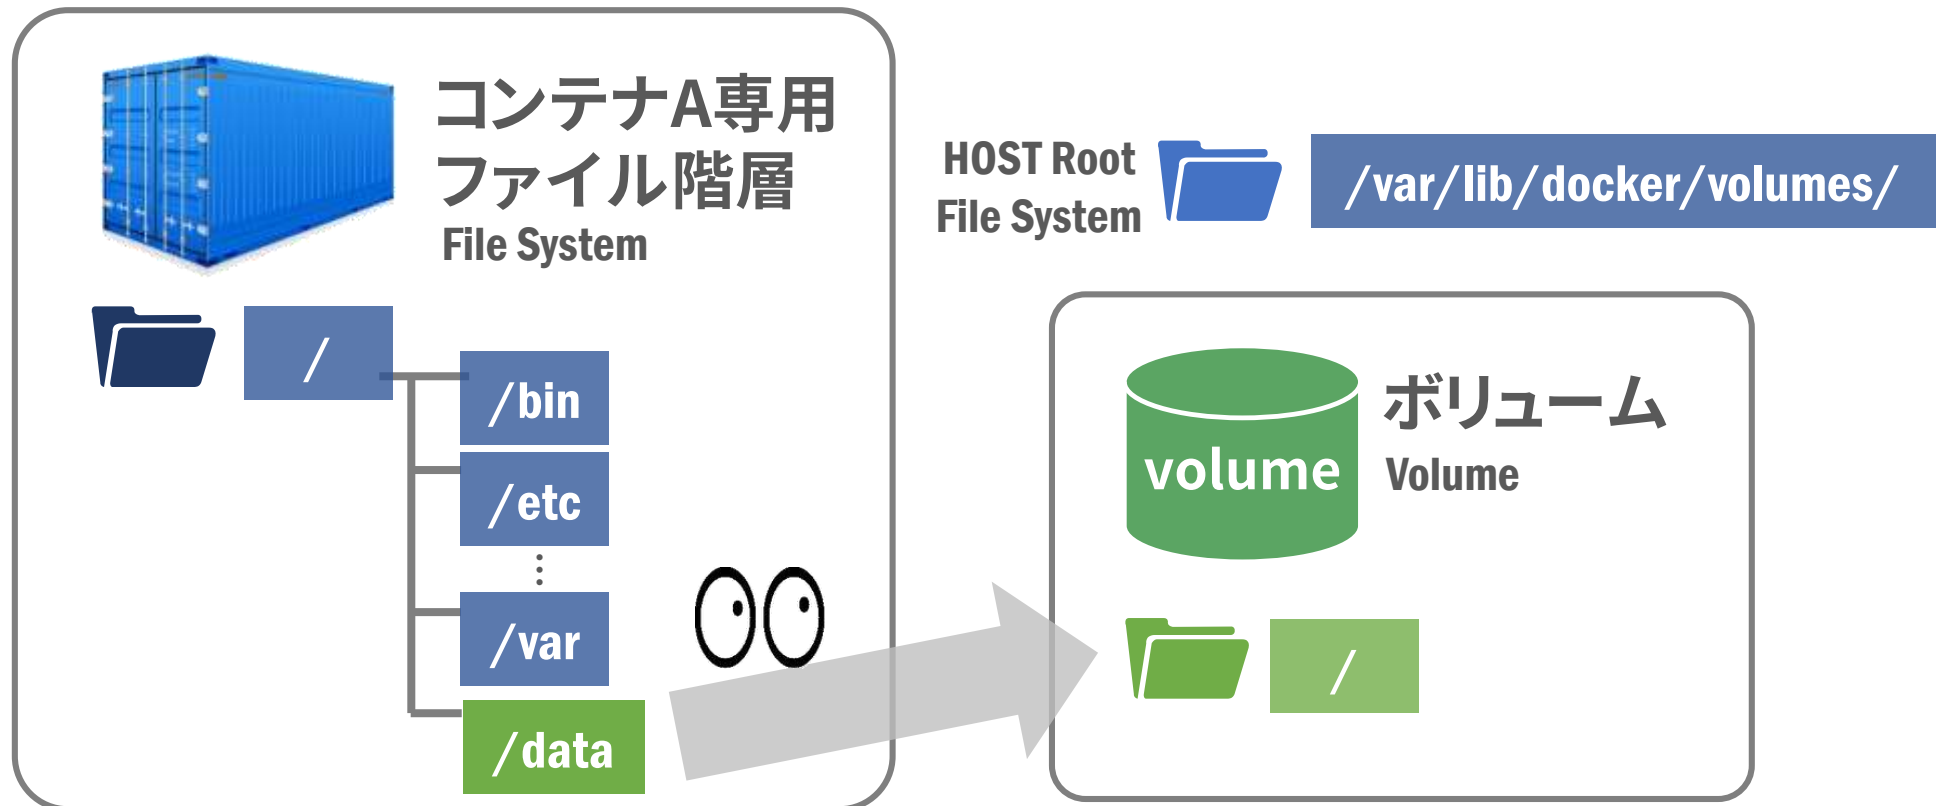 コンテナA専用
ファイル階層
File System
/
/bin
/etc
/var
/data
HOST Root
File System
/var/lib/docker/volumes/
volume
ボリューム
Volume
/